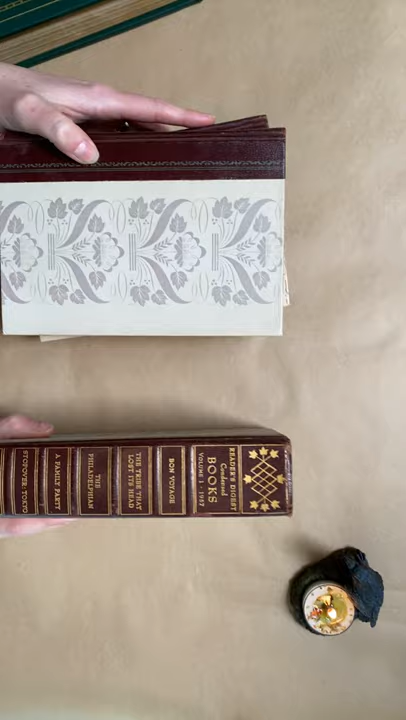 READER'S DIGEST
Condensed
BOOKS
VOLUME 1 · 1957
BON VOYAGE
THE TRIBE THAT
LOST ITS HEAD
THE
PHILADELPHIAN
A FAMILY PARTY
STOPOVER: TOKYO